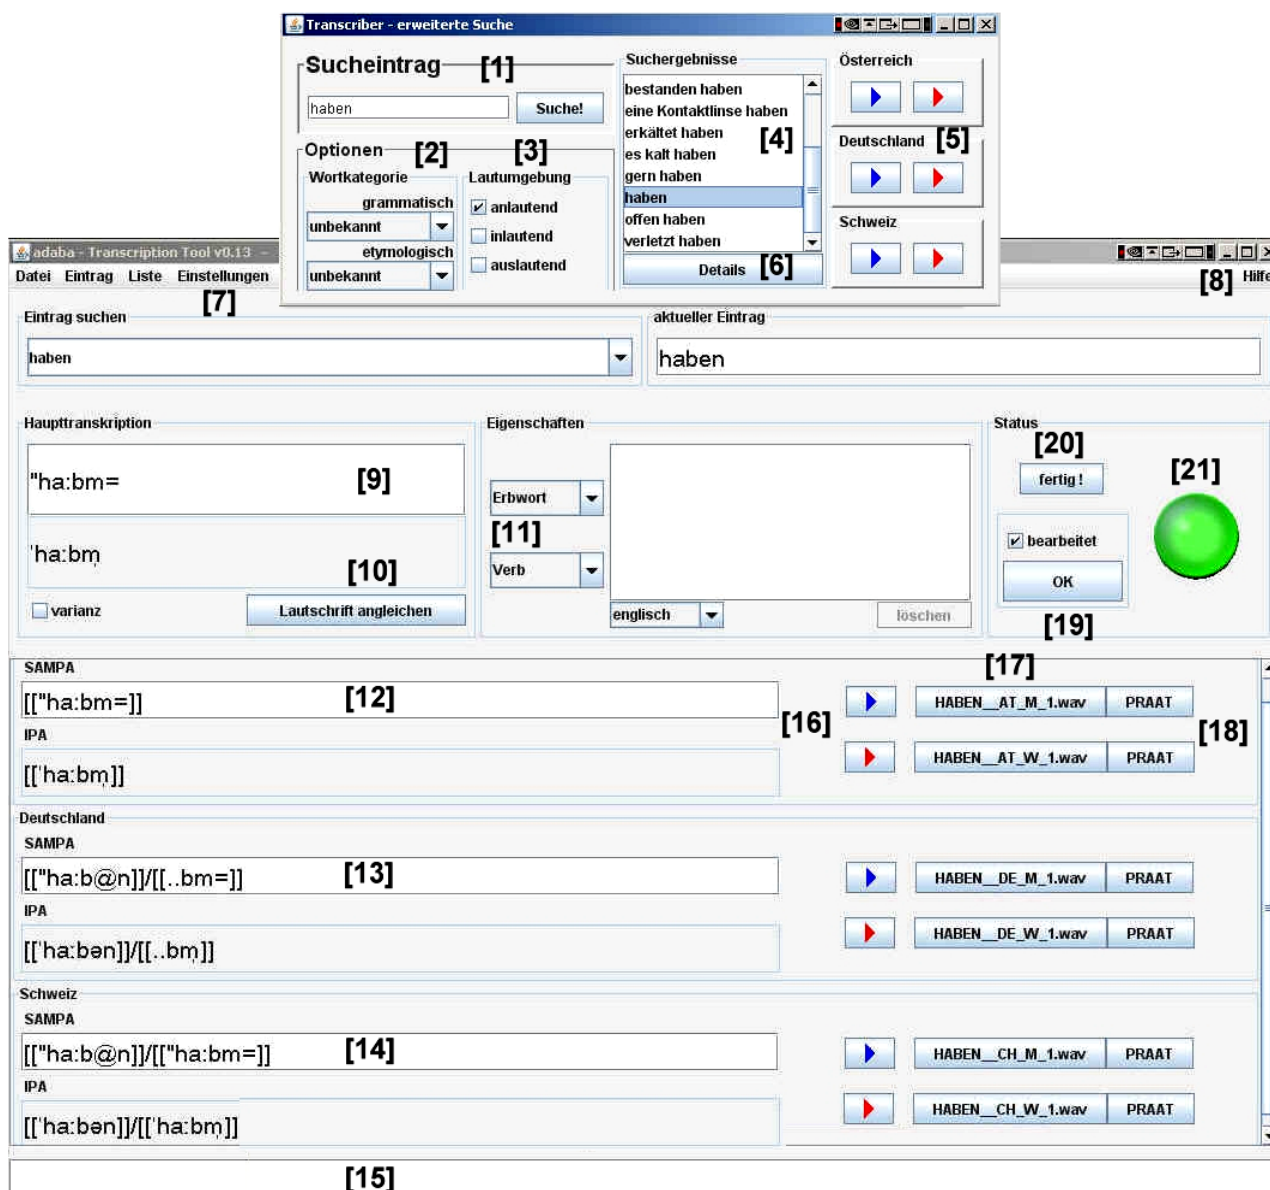 Transcriber - erweiterte Suche
Sucheintrag [1]
haben Suche!
Optionen [2] [3]
Wortkategorie Lautumgebung
grammatisch anlautend
unbekannt inlautend
etymologisch auslautend
unbekannt
Suchergebnisse
bestanden haben
eine Kontaktlinse haben
erkältet haben [4]
es kalt haben
gern haben
haben
offen haben
verletzt haben
Details [6]
Österreich
Deutschland [5]
Schweiz
adaba - Transcription Tool v0.13 -
Datei Eintrag Liste Einstellungen [8] Hilfe
[7]
Eintrag suchen aktueller Eintrag
haben haben
Haupttranskription
"ha:bm= [9]
ˈha:bm̩
[10]
varianz Lautschrift angleichen
Eigenschaften
Erbwort
[11]
Verb
englisch löschen
Status
[20]
fertig ! [21]
bearbeitet
OK
[19]
SAMPA [17]
[["ha:bm=]] [12] [16] HABEN__AT_M_1.wav PRAAT [18]
IPA
[[ˈha:bm̩]] HABEN__AT_W_1.wav PRAAT
Deutschland
SAMPA
[["ha:b@n]]/[[..bm=]] [13] HABEN__DE_M_1.wav PRAAT
IPA
[[ˈha:bən]]/[[..bm̩]] HABEN__DE_W_1.wav PRAAT
Schweiz
SAMPA
[["ha:b@n]]/[["ha:bm=]] [14] HABEN__CH_M_1.wav PRAAT
IPA
[[ˈha:bən]]/[[ˈha:bm̩]] HABEN__CH_W_1.wav PRAAT
[15]